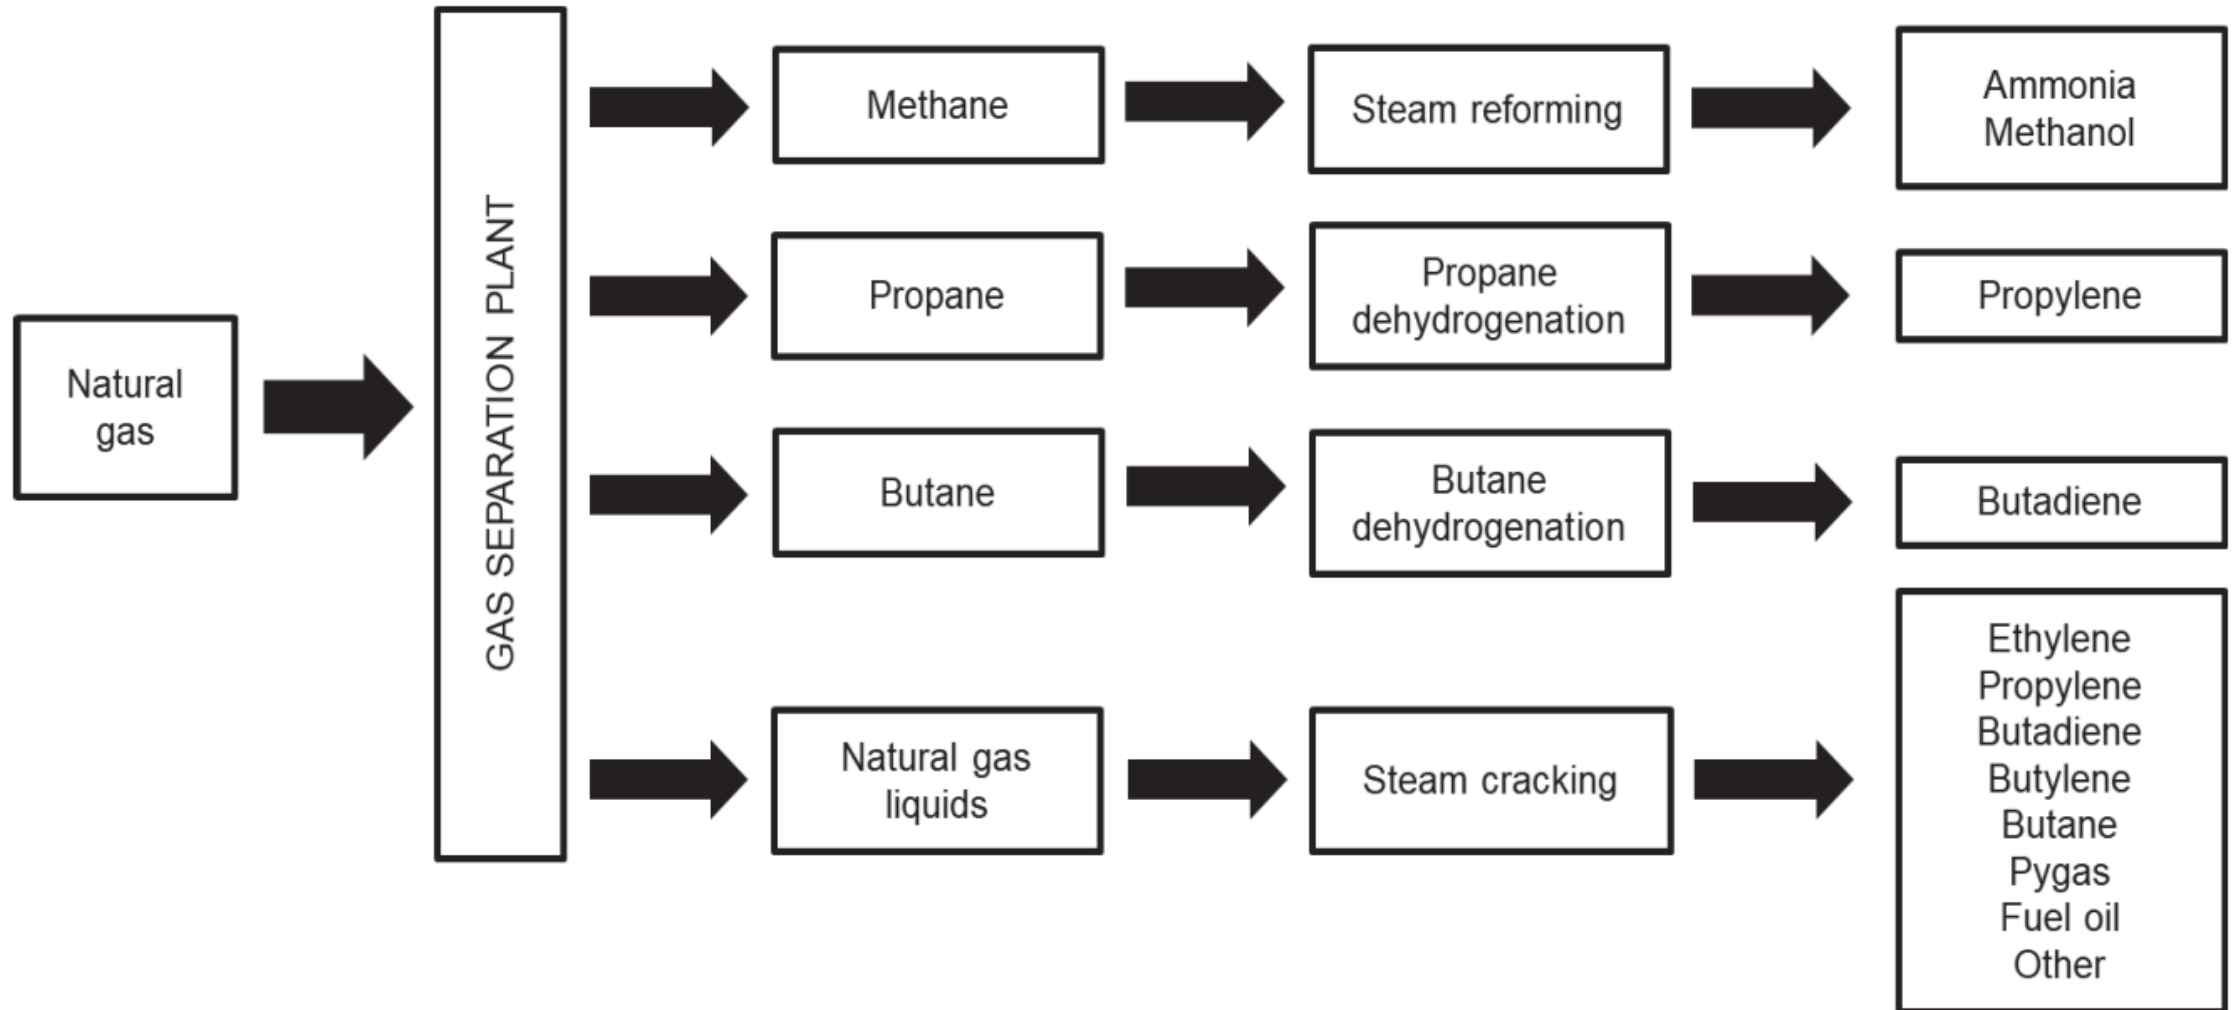 Natural
gas
GAS SEPARATION PLANT
Methane
Steam reforming
Ammonia
Methanol
Propane
Propane
dehydrogenation
Propylene
Butane
Butane
dehydrogenation
Butadiene
Natural gas
liquids
Steam cracking
Ethylene
Propylene
Butadiene
Butylene
Butane
Pygas
Fuel oil
Other